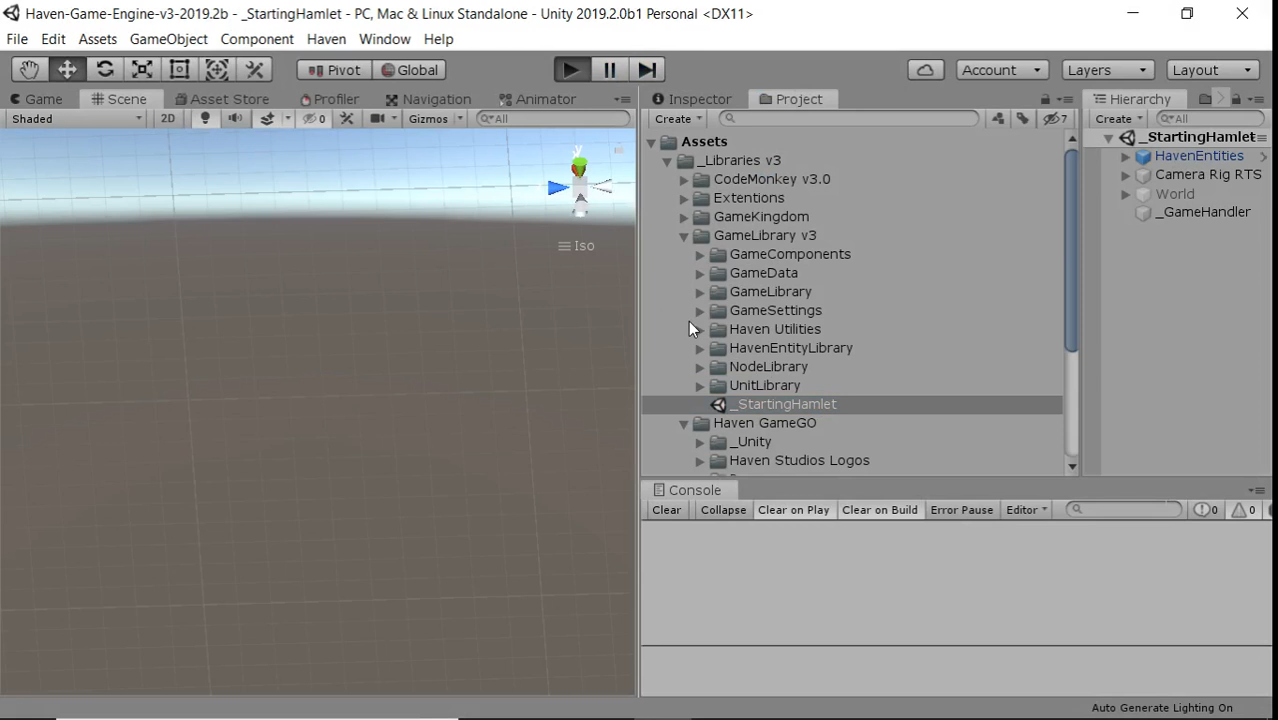 Haven-Game-Engine-v3-2019.2b - _StartingHamlet - PC, Mac & Linux Standalone - Unity 2019.2.0b1 Personal <DX11>
File Edit Assets GameObject Component Haven Window Help
Pivot Global Account Layers Layout
Game Scene Asset Store Profiler Navigation Animator Inspector Project Hierarchy
Shaded 2D 0 Gizmos All Create 7 Create All
Assets
_Libraries v3
CodeMonkey v3.0
Extentions
GameKingdom
GameLibrary v3
GameComponents
GameData
GameLibrary
GameSettings
Haven Utilities
HavenEntityLibrary
NodeLibrary
UnitLibrary
_StartingHamlet
Haven GameGO
_Unity
Haven Studios Logos
_StartingHamlet
HavenEntities
Camera Rig RTS
World
_GameHandler
y
Iso
Console
Clear Collapse Clear on Play Clear on Build Error Pause Editor 0 0
Auto Generate Lighting On